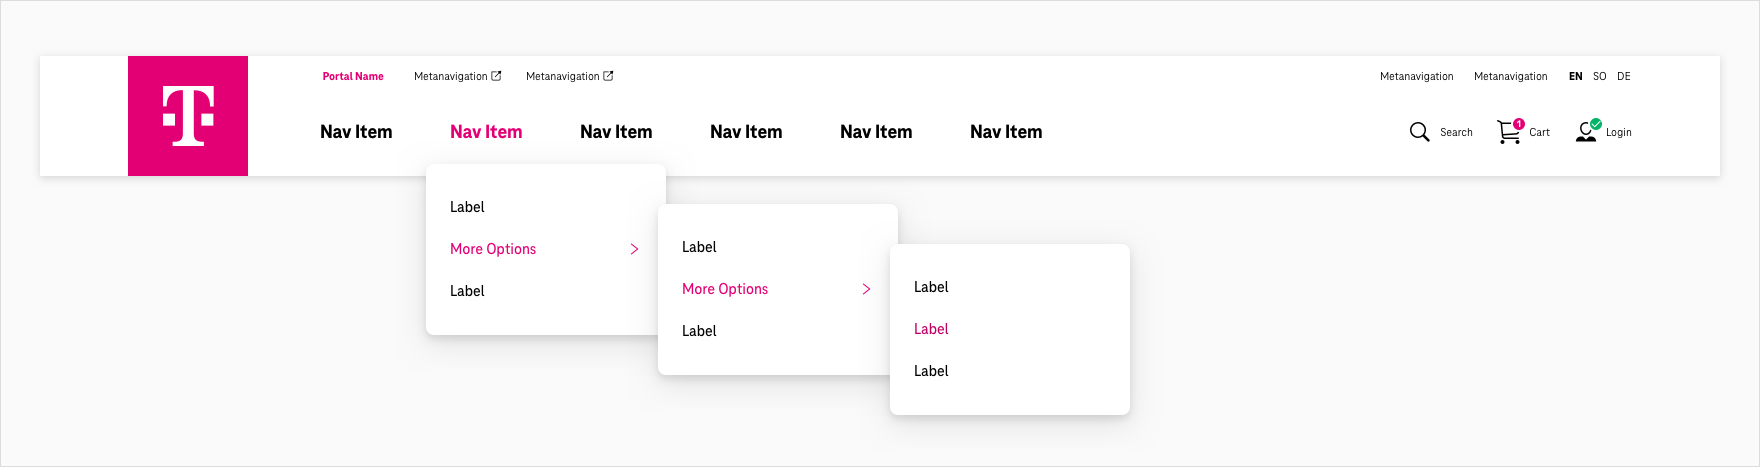 Portal Name Metanavigation Metanavigation Metanavigation Metanavigation EN SO DE
T
Nav Item Nav Item Nav Item Nav Item Nav Item Nav Item Search 1 Cart Login
Label
More Options
Label
Label
More Options
Label
Label
Label
Label